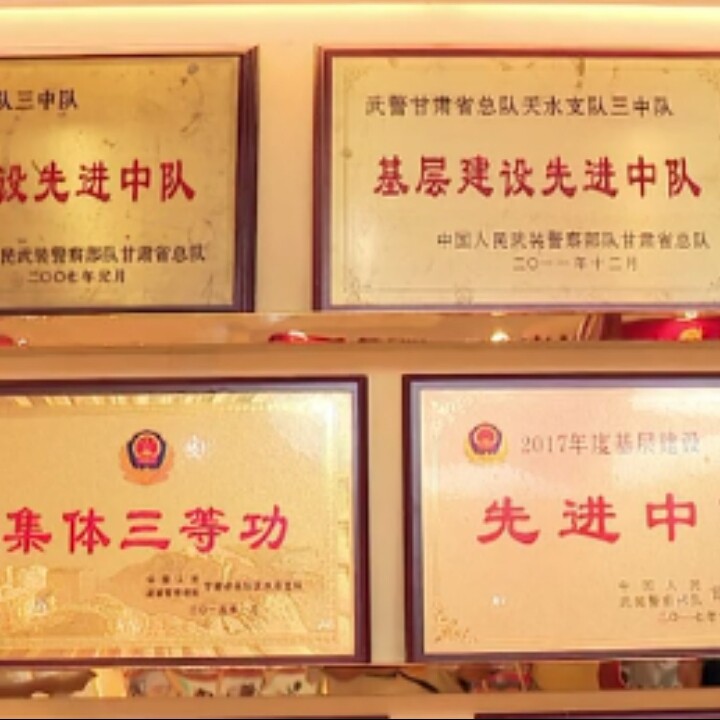 队三中队
设先进中队
民武装警察部队甘肃省总队
二〇〇七年元月
武警甘肃省总队天水支队三中队
基层建设先进中队
中国人民武装警察部队甘肃省总队
二〇一一年十二月
集体三等功
中国人民
2017年度基层建设
先进中
中国人民
武装警察部队
二〇一七年